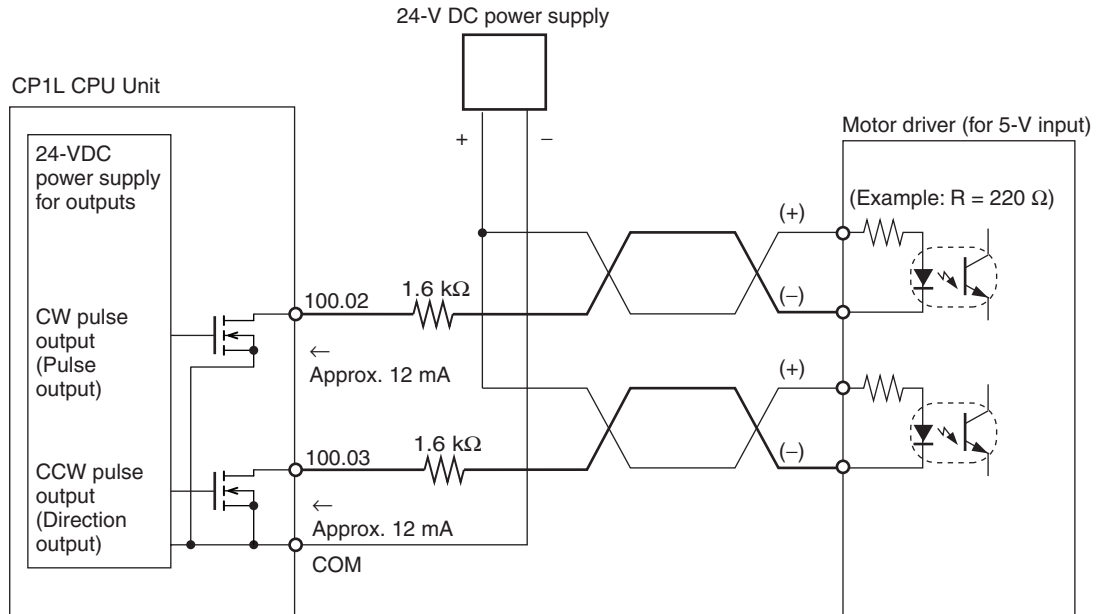 24-V DC power supply
CP1L CPU Unit
+
−
Motor driver (for 5-V input)
24-VDC
power supply
for outputs
(Example: R = 220 Ω)
(+)
(−)
CW pulse
output
(Pulse
output)
100.02
1.6 kΩ
←
Approx. 12 mA
(+)
(−)
CCW pulse
output
(Direction
output)
100.03
1.6 kΩ
←
Approx. 12 mA
COM